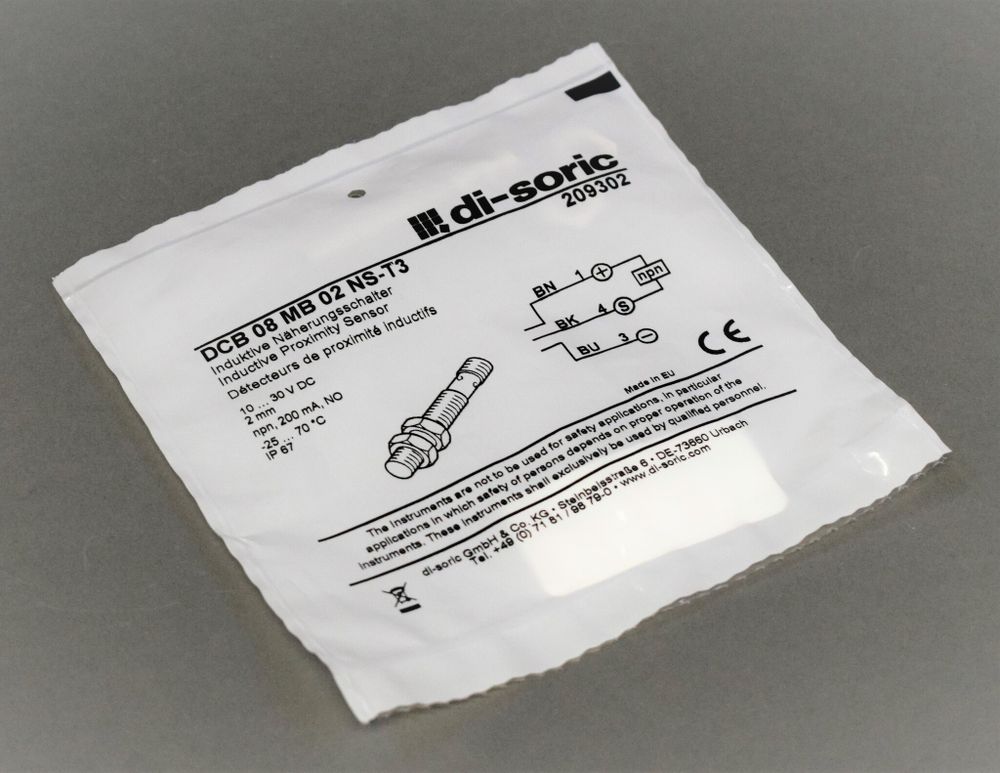 di-soric
209302
DCB 08 MB 02 NS-T3
Induktive Näherungsschalter
Inductive Proximity Sensor
Détecteurs de proximité inductifs
10 ... 30 V DC
2 mm
npn, 200 mA, NO
-25 ... 70 °C
IP 67
BN 1 + npn
BK 4 S
BU 3 −
CE
Made in EU
The instruments are not to be used for safety applications, in particular
applications in which safety of persons depends on proper operation of the
instruments. These instruments shall exclusively be used by qualified personnel.
di-soric GmbH & Co. KG • Steinbeisstraße 6 • DE-73660 Urbach
Tel. +49 (0) 71 81 / 98 79-0 • www.di-soric.com